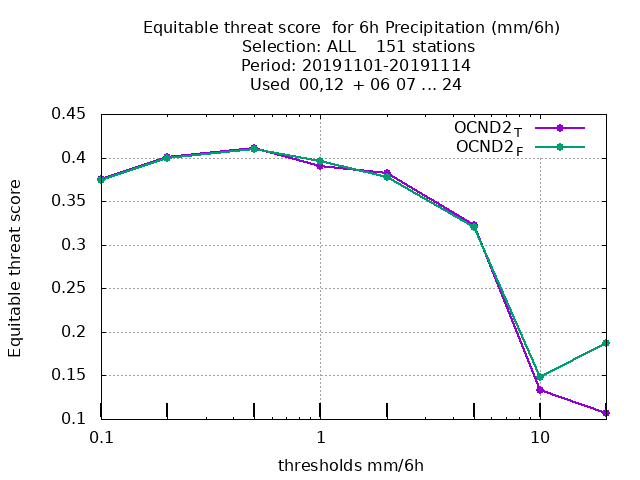 Equitable threat score  for 6h Precipitation (mm/6h)
Selection: ALL    151 stations
Period: 20191101-20191114
Used  00,12  + 06 07 ... 24
OCND2_T
OCND2_F
Equitable threat score
0.45
0.4
0.35
0.3
0.25
0.2
0.15
0.1
0.1 1 10
thresholds mm/6h